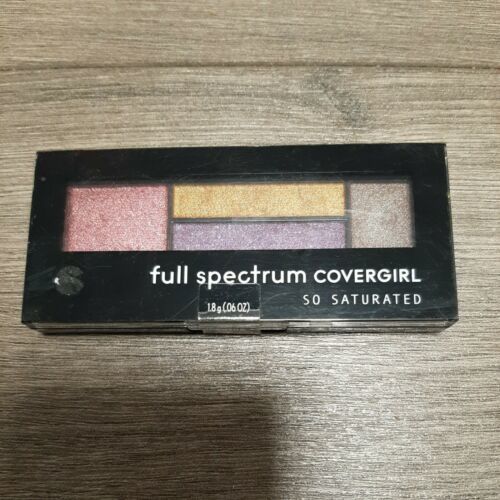 full spectrum COVERGIRL
SO SATURATED
1.8 g (.06 OZ)